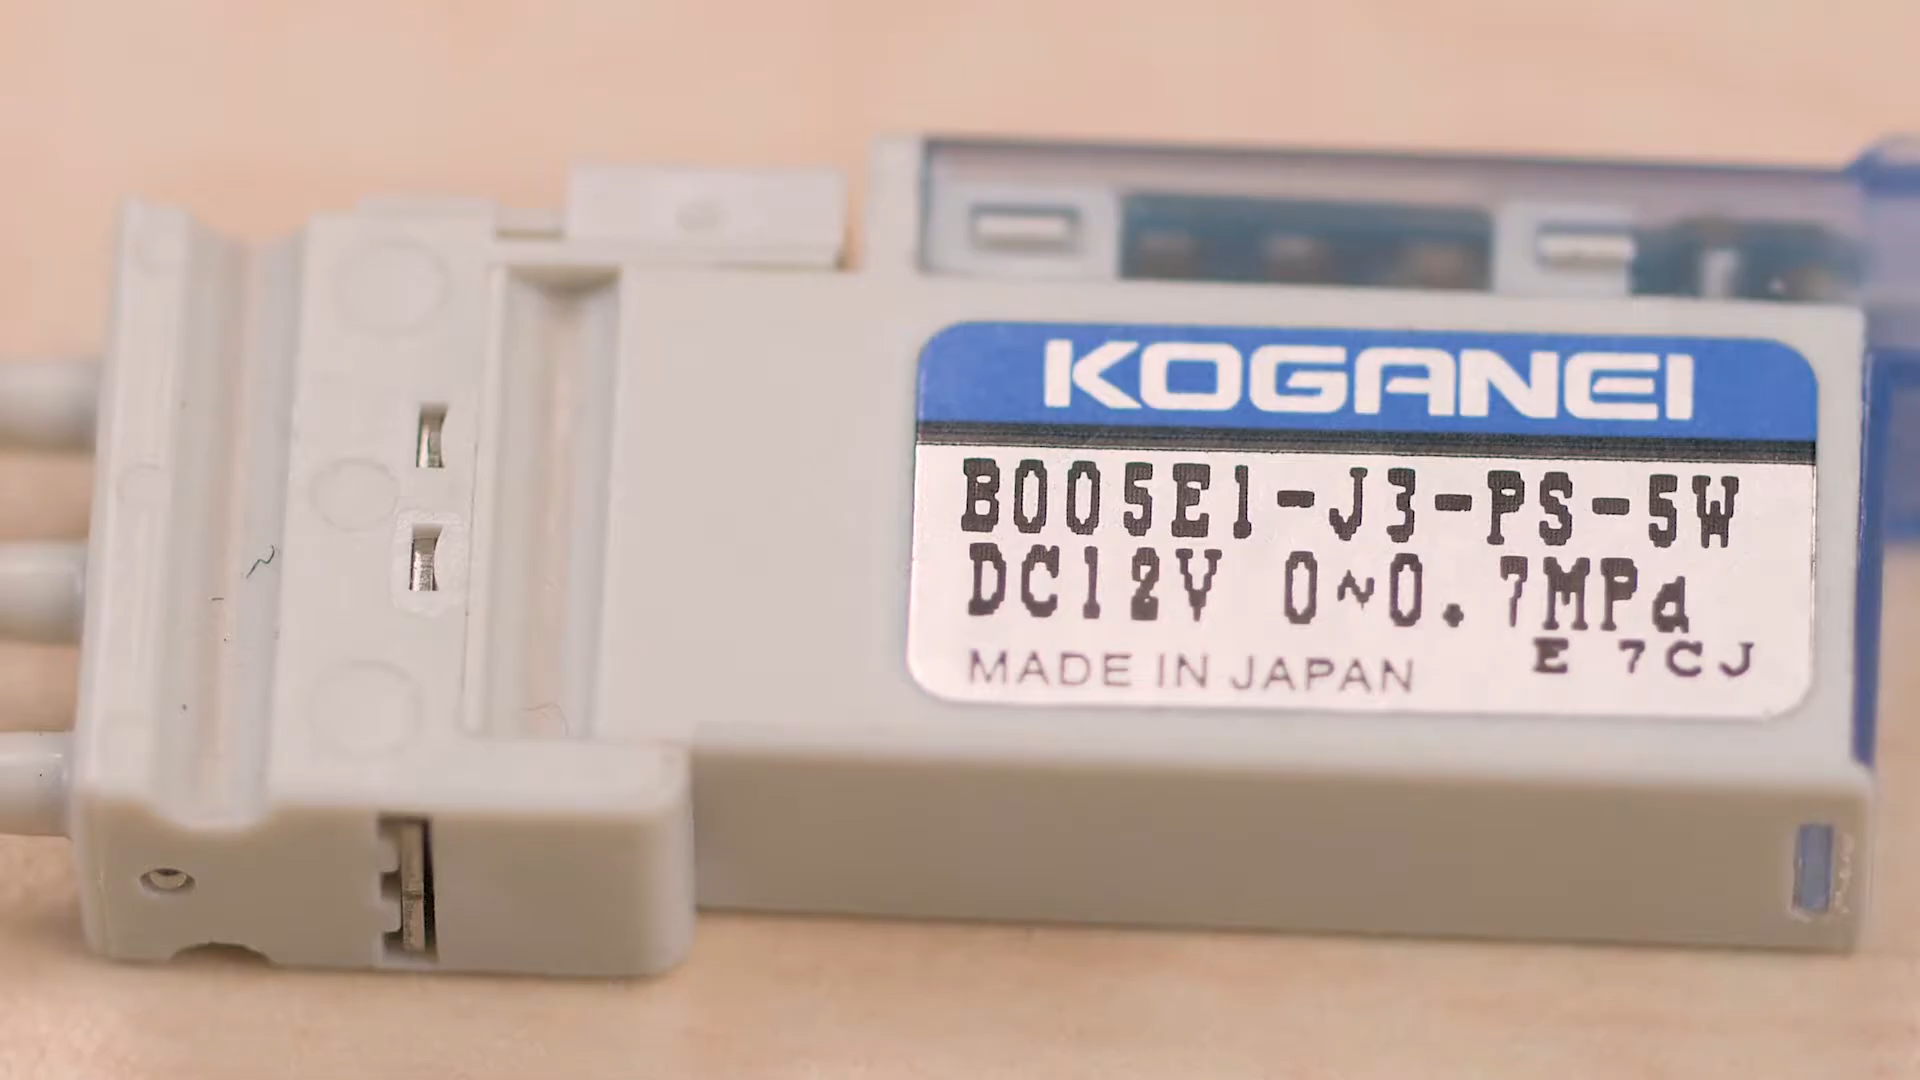 KOGANEI
B005E1-J3-PS-5W
DC12V 0~0.7MPa
MADE IN JAPAN E 7CJ